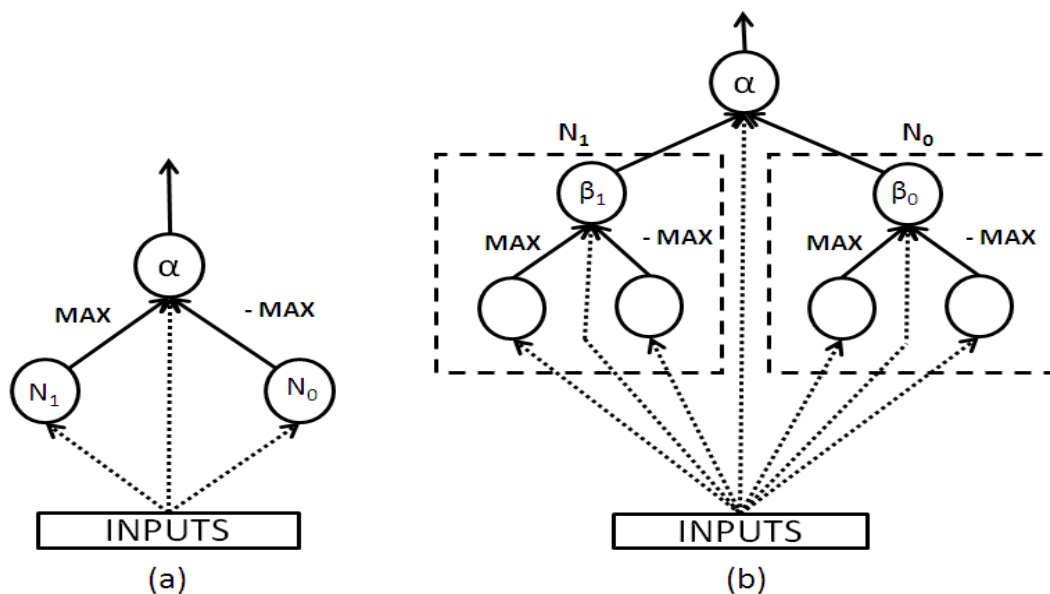 α
MAX
- MAX
N₁
N₀
INPUTS
(a)
α
N₁
N₀
β₁
β₀
MAX
- MAX
MAX
- MAX
INPUTS
(b)